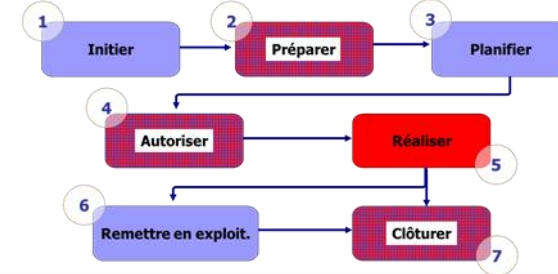 1
Initier
2
Préparer
3
Planifier
4
Autoriser
Réaliser
5
6
Remettre en exploit.
Clôturer
7